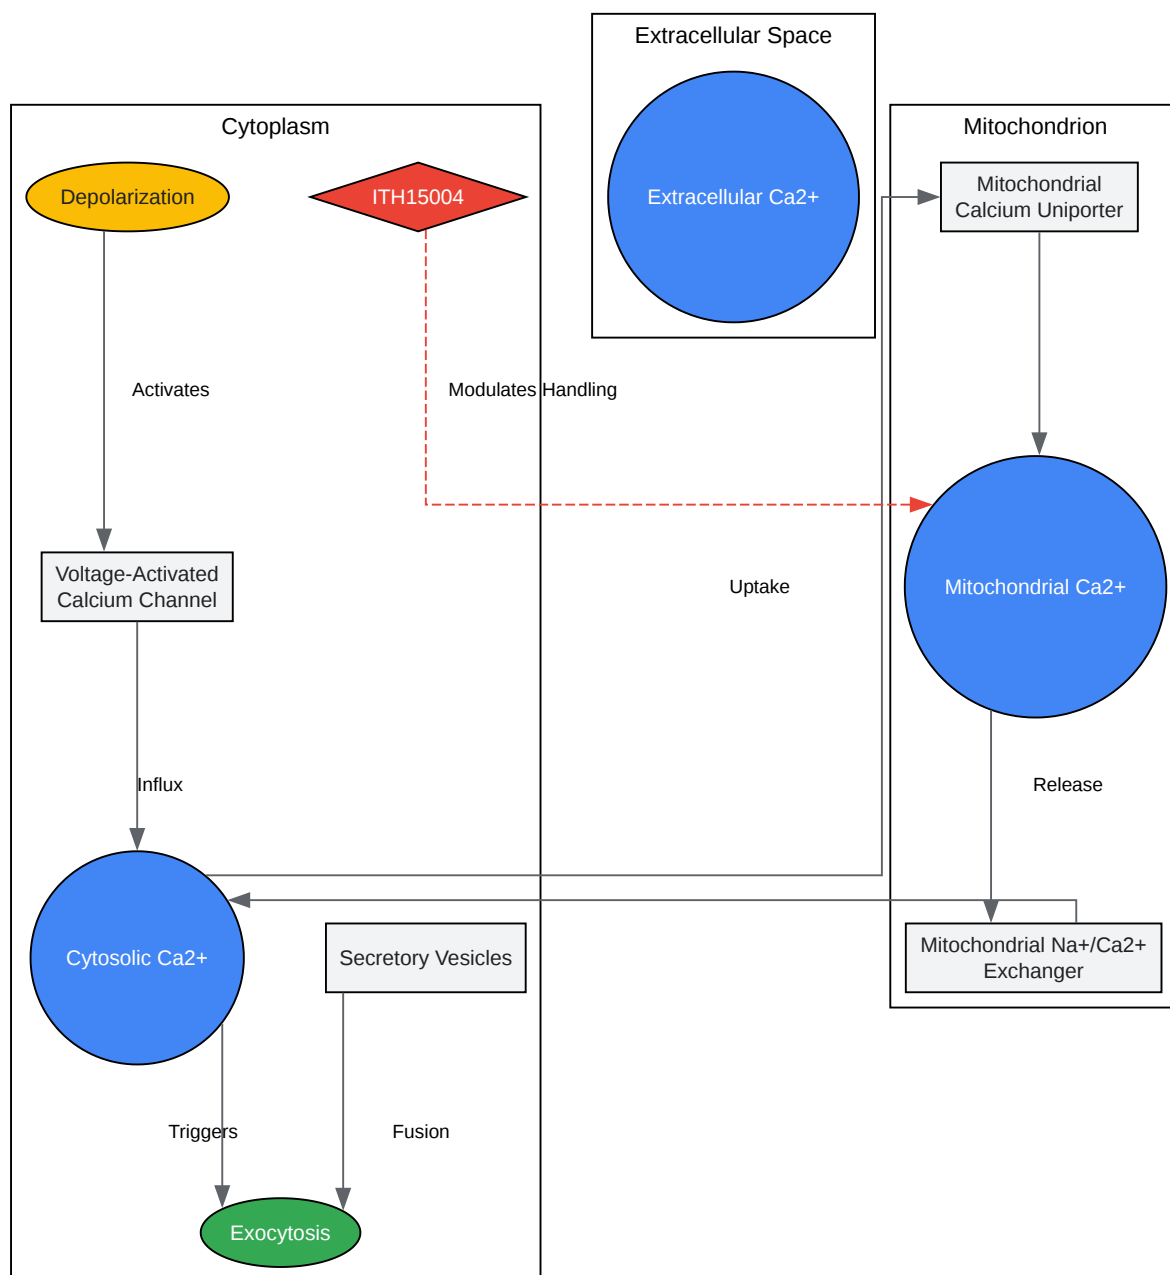 Extracellular Space
Extracellular Ca2+
Cytoplasm
Depolarization
ITH15004
Activates
Modulates Handling
Voltage-Activated
Calcium Channel
Influx
Cytosolic Ca2+
Secretory Vesicles
Triggers
Fusion
Exocytosis
Uptake
Mitochondrion
Mitochondrial
Calcium Uniporter
Mitochondrial Ca2+
Release
Mitochondrial Na+/Ca2+
Exchanger